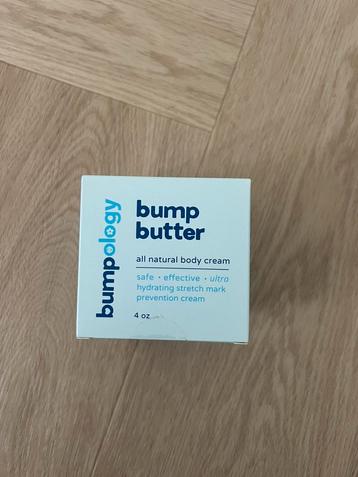 bumpology
bump
butter
all natural body cream
safe • effective • ultra
hydrating stretch mark
prevention cream
4 oz